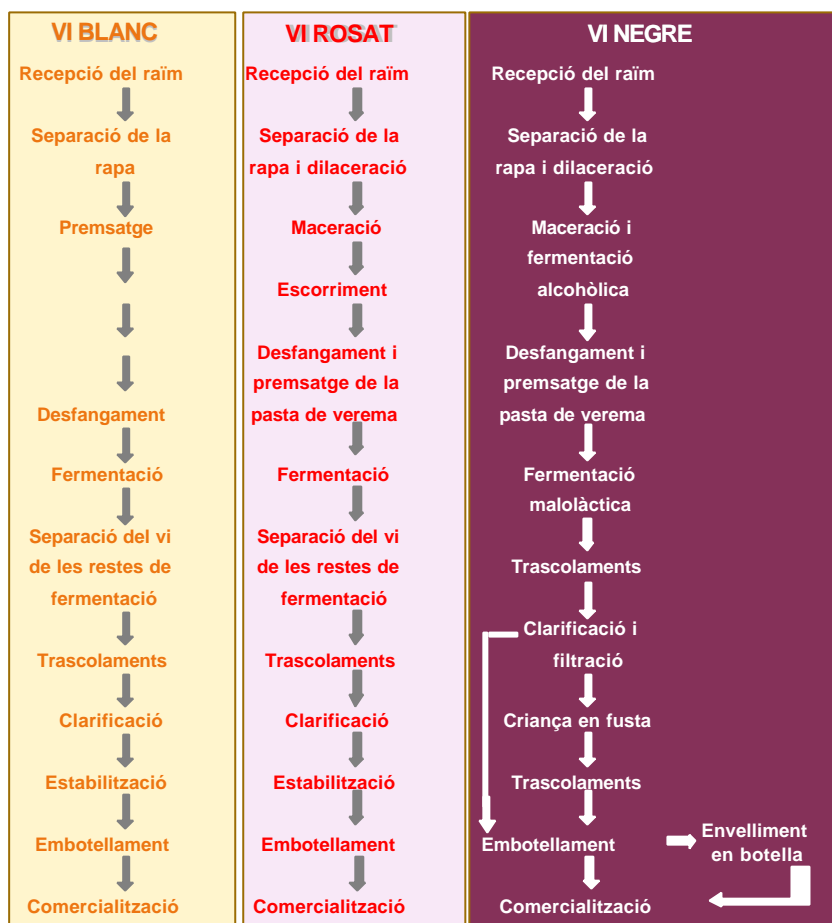 VI BLANC
Recepció del raïm
Separació de la
rapa
Premsatge
Desfangament
Fermentació
Separació del vi
de les restes de
fermentació
Trascolaments
Clarificació
Estabilització
Embotellament
Comercialització
VI ROSAT
Recepció del raïm
Separació de la
rapa i dilaceració
Maceració
Escorriment
Desfangament i
premsatge de la
pasta de verema
Fermentació
Separació del vi
de les restes de
fermentació
Trascolaments
Clarificació
Estabilització
Embotellament
Comercialització
VI NEGRE
Recepció del raïm
Separació de la
rapa i dilaceració
Maceració i
fermentació
alcohòlica
Desfangament i
premsatge de la
pasta de verema
Fermentació
malolàctica
Trascolaments
Clarificació i
filtració
Criança en fusta
Trascolaments
Embotellament
Envelliment
en botella
Comercialització